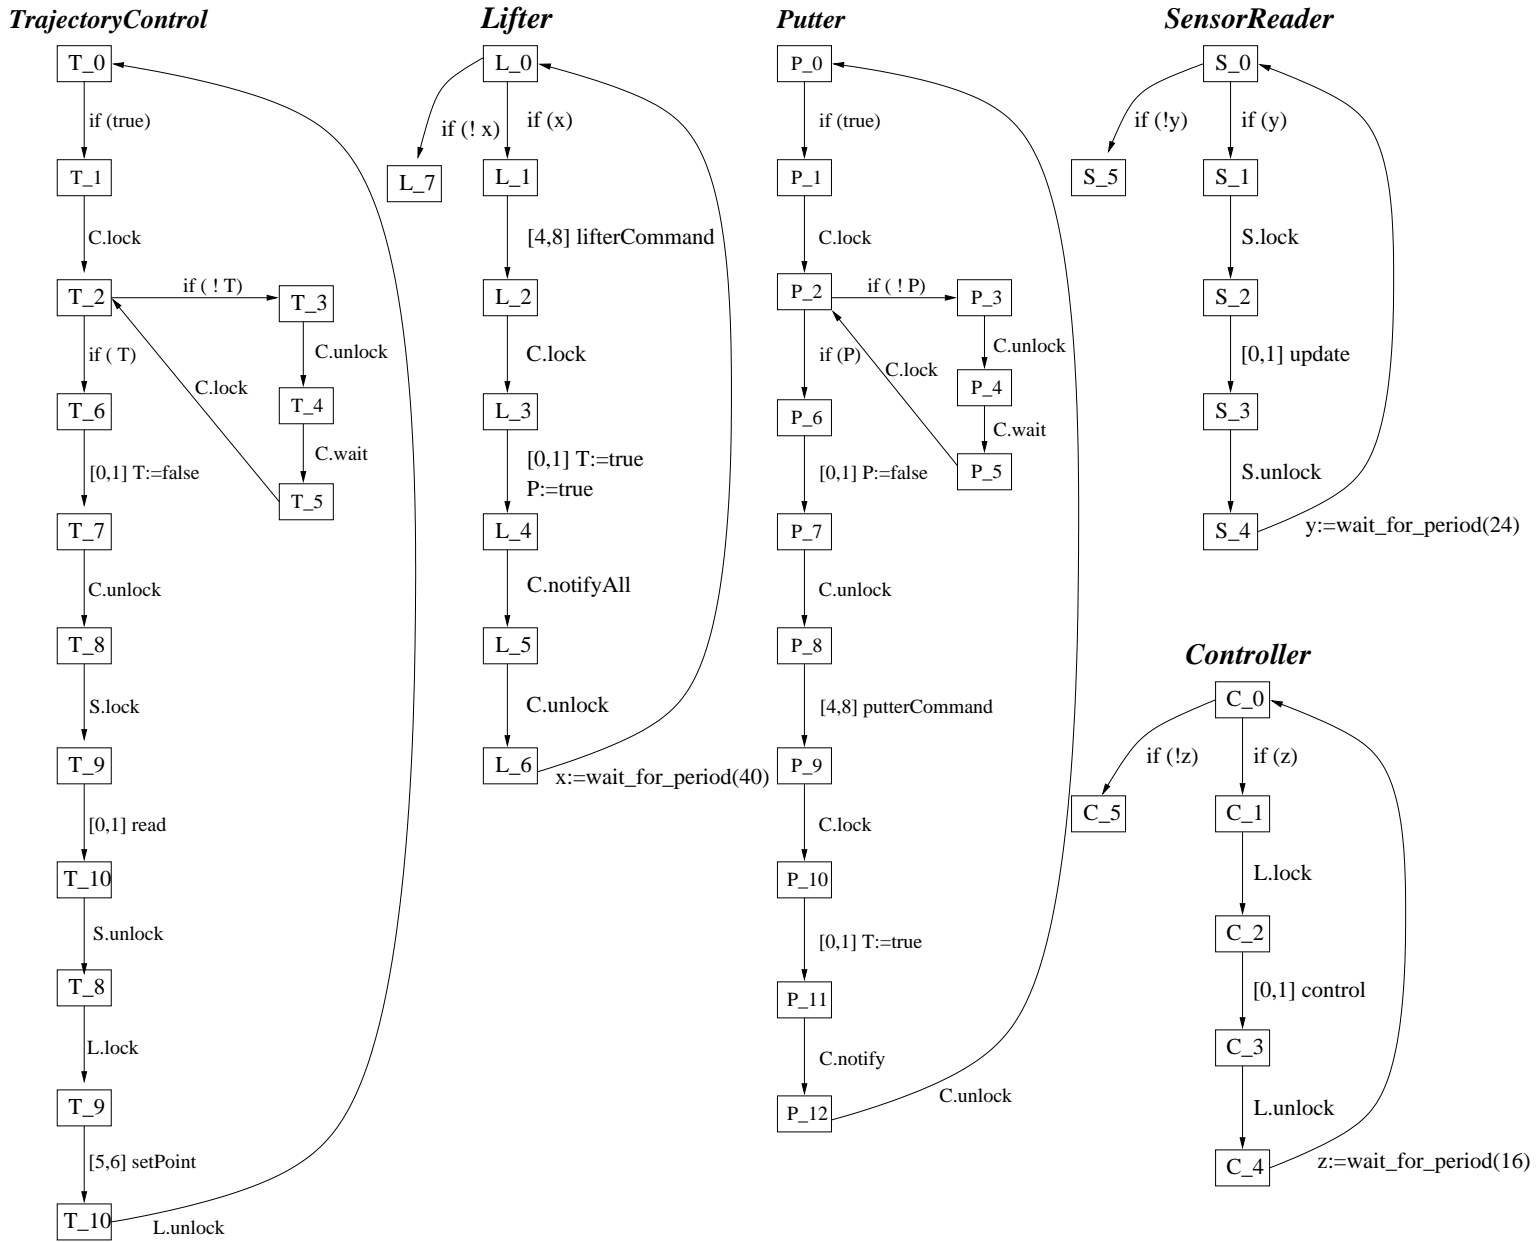 TrajectoryControl
T_0
if (true)
T_1
C.lock
T_2
if ( ! T)
T_3
C.unlock
T_4
C.wait
T_5
C.lock
if ( T)
T_6
[0,1] T:=false
T_7
C.unlock
T_8
S.lock
T_9
[0,1] read
T_10
S.unlock
T_8
L.lock
T_9
[5,6] setPoint
T_10
L.unlock
Lifter
L_0
if (! x)
if (x)
L_7
L_1
[4,8] lifterCommand
L_2
C.lock
L_3
[0,1] T:=true
P:=true
L_4
C.notifyAll
L_5
C.unlock
L_6
x:=wait_for_period(40)
Putter
P_0
if (true)
P_1
C.lock
P_2
if ( ! P)
P_3
C.unlock
P_4
C.wait
P_5
C.lock
if (P)
P_6
[0,1] P:=false
P_7
C.unlock
P_8
[4,8] putterCommand
P_9
C.lock
P_10
[0,1] T:=true
P_11
C.notify
P_12
C.unlock
SensorReader
S_0
if (!y)
if (y)
S_5
S_1
S.lock
S_2
[0,1] update
S_3
S.unlock
S_4
y:=wait_for_period(24)
Controller
C_0
if (!z)
if (z)
C_5
C_1
L.lock
C_2
[0,1] control
C_3
L.unlock
C_4
z:=wait_for_period(16)